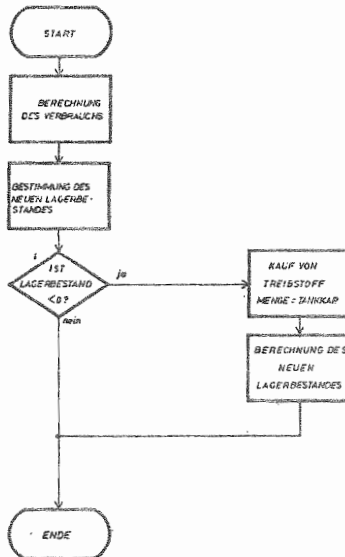 START
BERECHNUNG
DES VERBRAUCHS
BESTIMMUNG DES
NEUEN LAGERBE-
STANDES
IST
LAGERBESTAND
<0?
ja
nein
KAUF VON
TREIBSTOFF
MENGE=TANKKAP
BERECHNUNG DES
NEUEN
LAGERBESTANDES
ENDE